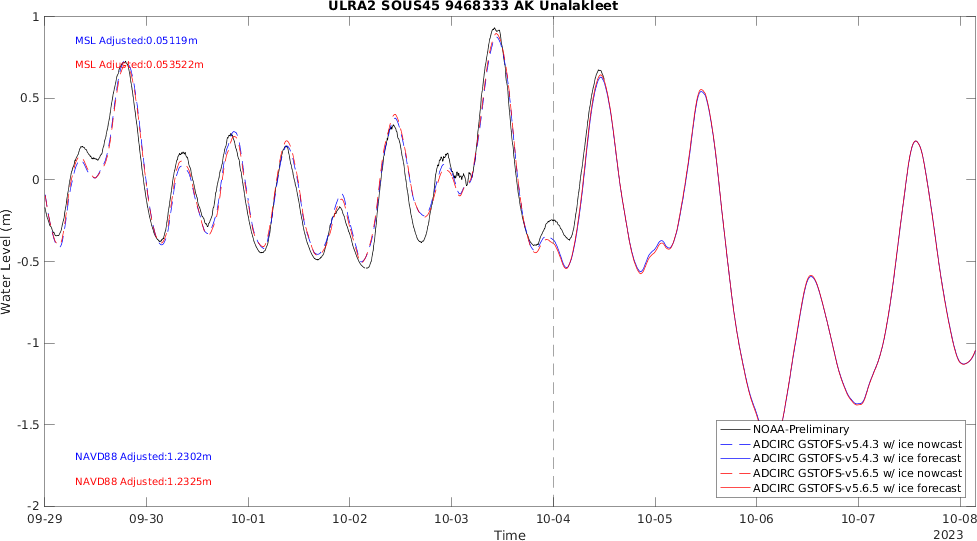 ULRA2 SOUS45 9468333 AK Unalakleet
MSL Adjusted:0.05119m
MSL Adjusted:0.053522m
NAVD88 Adjusted:1.2302m
NAVD88 Adjusted:1.2325m
Water Level (m)
1
0.5
0
-0.5
-1
-1.5
-2
NOAA-Preliminary
ADCIRC GSTOFS-v5.4.3 w/ ice nowcast
ADCIRC GSTOFS-v5.4.3 w/ ice forecast
ADCIRC GSTOFS-v5.6.5 w/ ice nowcast
ADCIRC GSTOFS-v5.6.5 w/ ice forecast
09-29 09-30 10-01 10-02 10-03 10-04 10-05 10-06 10-07 10-08
Time
2023